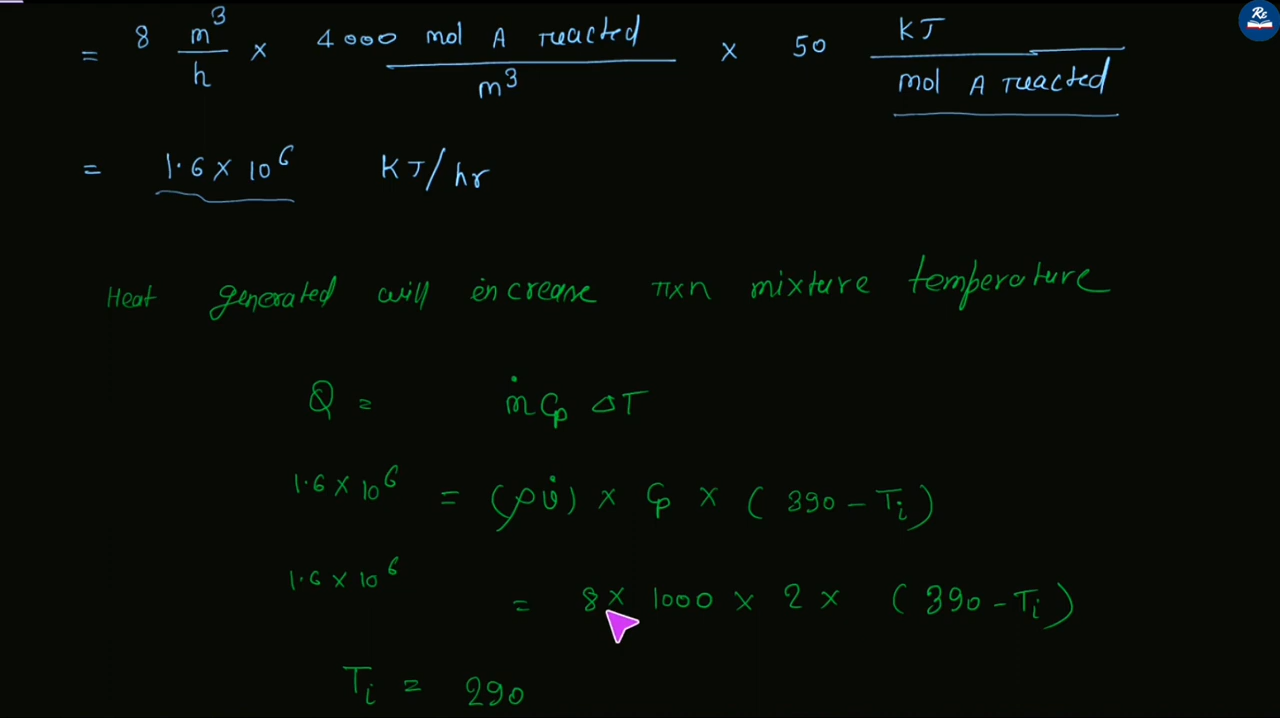 = 8 m³/h × 4000 mol A reacted/m³ × 50 KJ/mol A reacted
= 1.6 × 10⁶ KJ/hr
Heat generated will increase rxn mixture temperature
Q = ṁ Cp ΔT
1.6 × 10⁶ = (ρv̇) × Cp × (390 - Ti)
1.6 × 10⁶ = 8 × 1000 × 2 × (390 - Ti)
Ti = 290
Re